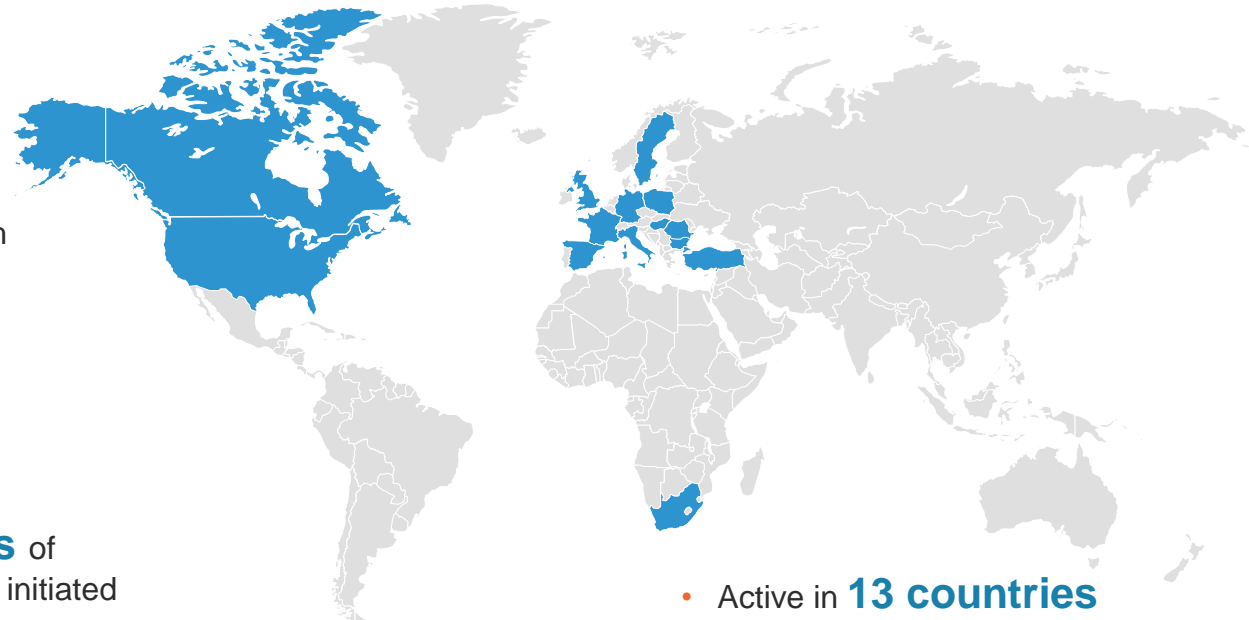 n
s of
initiated
• Active in 13 countries